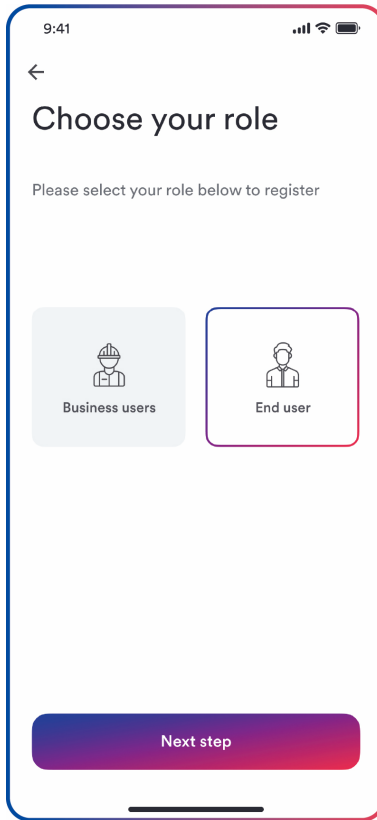 9:41
Choose your role
Please select your role below to register
Business users
End user
Next step